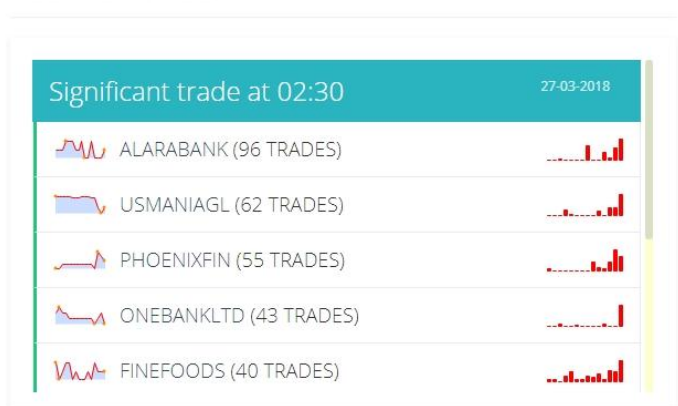 Significant trade at 02:30
27-03-2018
ALARABANK (96 TRADES)
USMANIAGL (62 TRADES)
PHOENIXFIN (55 TRADES)
ONEBANKLTD (43 TRADES)
FINEFOODS (40 TRADES)